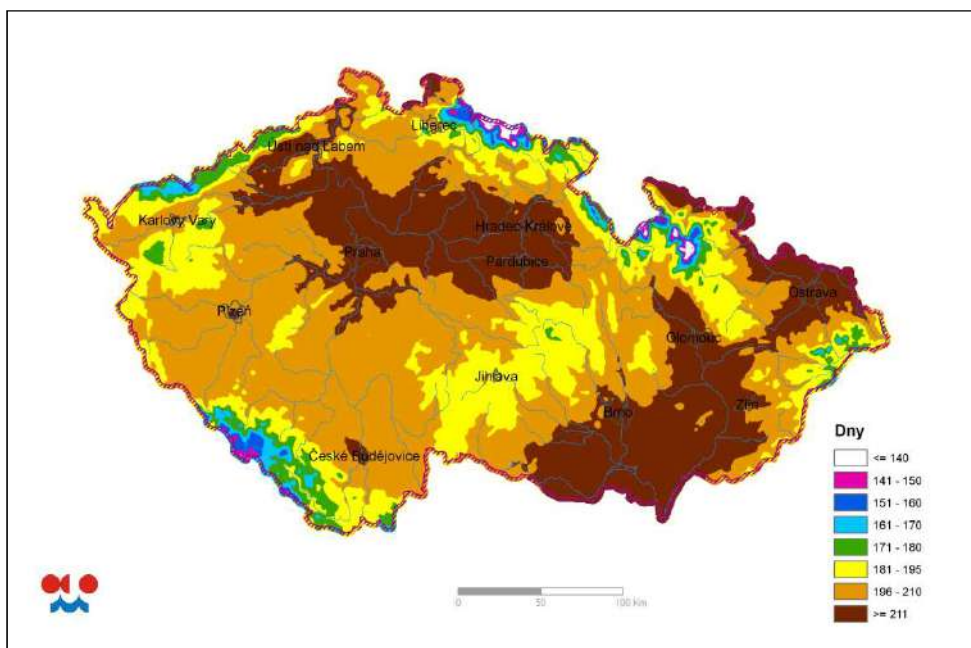 Liberec
Ústí nad Labem
Karlovy Vary
Hradec Králové
Praha
Pardubice
Ostrava
Plzeň
Olomouc
Jihlava
Zlín
Brno
České Budějovice
Dny
<= 140
141 - 150
151 - 160
161 - 170
171 - 180
181 - 195
196 - 210
>= 211
0 50 100 km